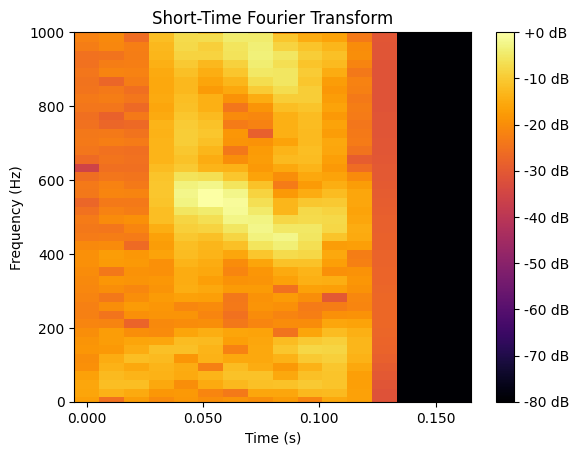 Short-Time Fourier Transform
1000
800
600
400
200
0
Frequency (Hz)
0.000
0.050
0.100
0.150
Time (s)
+0 dB
-10 dB
-20 dB
-30 dB
-40 dB
-50 dB
-60 dB
-70 dB
-80 dB